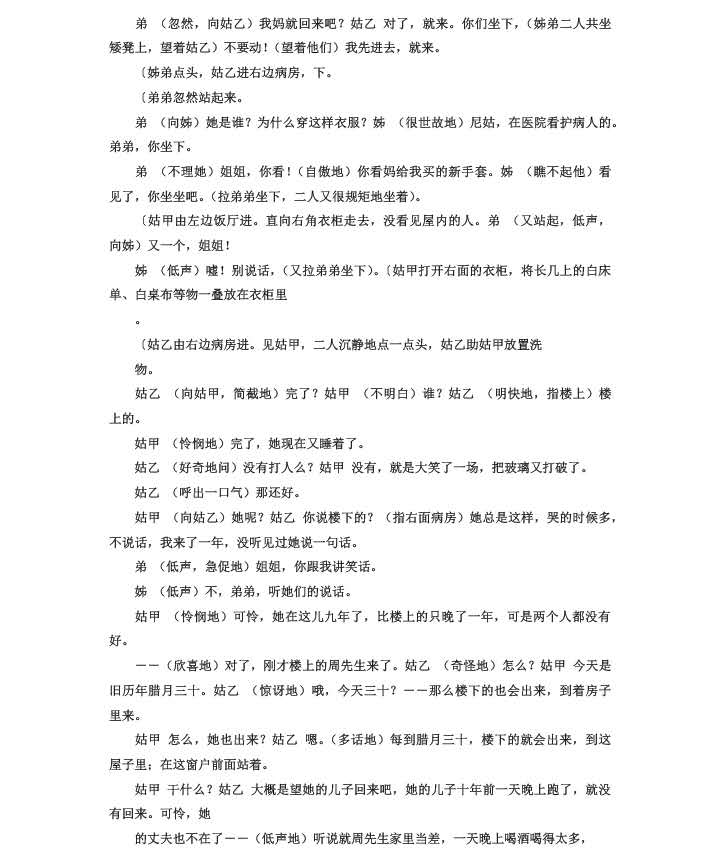 弟 （忽然，向姑乙）我妈就回来吧？姑乙 对了，就来。你们坐下，（姊弟二人共坐
矮凳上，望着姑乙）不要动！（望着他们）我先进去，就来。
〔姊弟点头，姑乙进右边病房，下。
〔弟弟忽然站起来。
弟 （向姊）她是谁？为什么穿这样衣服？姊 （很世故地）尼姑，在医院看护病人的。
弟弟，你坐下。
弟 （不理她）姐姐，你看！（自傲地）你看妈给我买的新手套。姊 （瞧不起他）看
见了，你坐坐吧。（拉弟弟坐下，二人又很规矩地坐着）。
〔姑甲由左边饭厅进。直向右角衣柜走去，没看见屋内的人。弟 （又站起，低声，
向姊）又一个，姐姐！
姊 （低声）嘘！别说话，（又拉弟弟坐下）。〔姑甲打开右面的衣柜，将长几上的白床
单、白桌布等物一叠放在衣柜里
。
〔姑乙由右边病房进。见姑甲，二人沉静地点一点头，姑乙助姑甲放置洗
物。
姑乙 （向姑甲，简截地）完了？姑甲 （不明白）谁？姑乙 （明快地，指楼上）楼
上的。
姑甲 （怜悯地）完了，她现在又睡着了。
姑乙 （好奇地问）没有打人么？姑甲 没有，就是大笑了一场，把玻璃又打破了。
姑乙 （呼出一口气）那还好。
姑甲 （向姑乙）她呢？姑乙 你说楼下的？（指右面病房）她总是这样，哭的时候多，
不说话，我来了一年，没听见过她说一句话。
弟 （低声，急促地）姐姐，你跟我讲笑话。
姊 （低声）不，弟弟，听她们的说话。
姑甲 （怜悯地）可怜，她在这儿九年了，比楼上的只晚了一年，可是两个人都没有
好。
－－（欣喜地）对了，刚才楼上的周先生来了。姑乙 （奇怪地）怎么？姑甲 今天是
旧历年腊月三十。姑乙 （惊讶地）哦，今天三十？－－那么楼下的也会出来，到着房子
里来。
姑甲 怎么，她也出来？姑乙 嗯。（多话地）每到腊月三十，楼下的就会出来，到这
屋子里；在这窗户前面站着。
姑甲 干什么？姑乙 大概是望她的儿子回来吧，她的儿子十年前一天晚上跑了，就没
有回来。可怜，她
的丈夫也不在了－－（低声地）听说就周先生家里当差，一天晚上喝酒喝得太多，